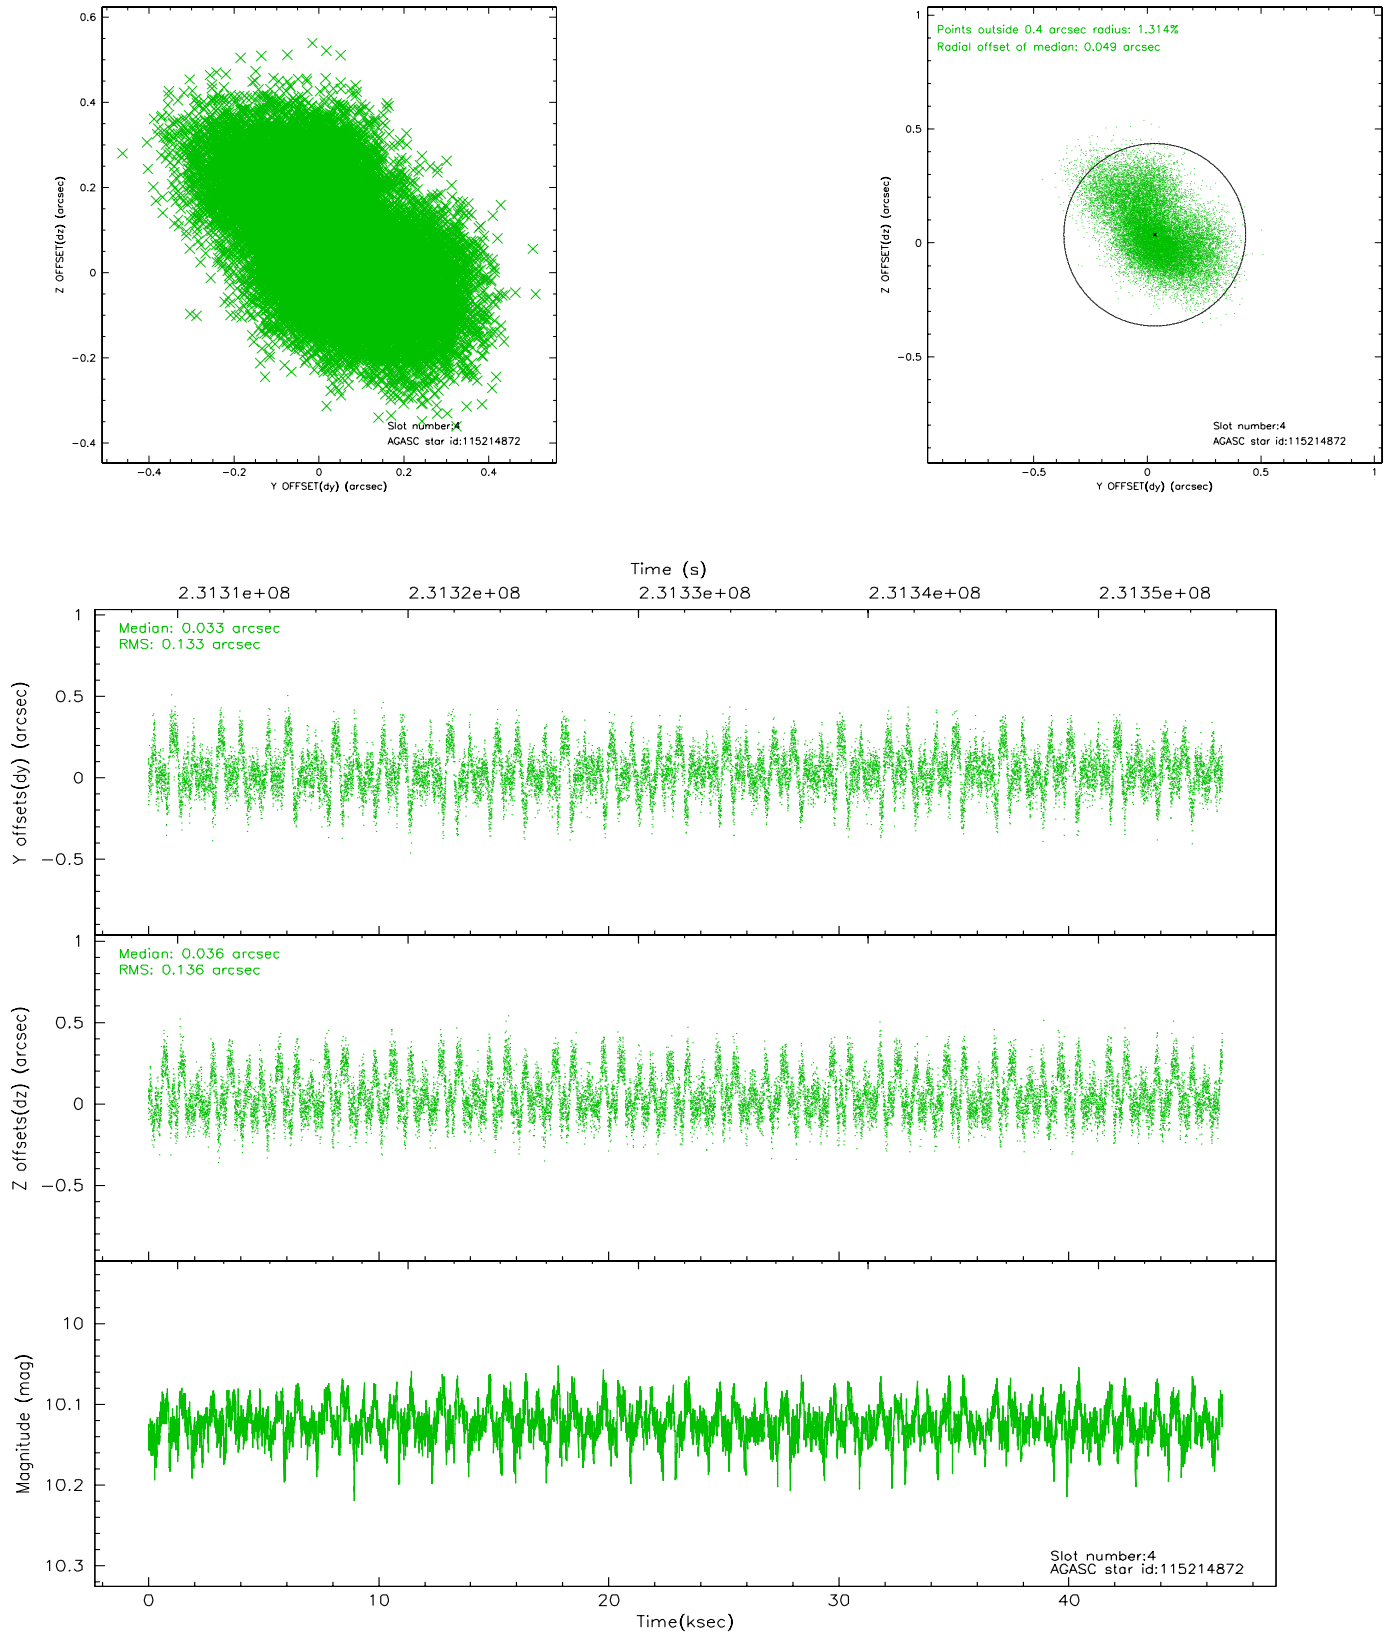 0.6
0.4
0.2
0
−0.2
−0.4
Z OFFSET(dz) (arcsec)
−0.4 −0.2 0 0.2 0.4
Y OFFSET(dy) (arcsec)
Slot number:4
AGASC star id:115214872
Points outside 0.4 arcsec radius: 1.314%
Radial offset of median: 0.049 arcsec
1
0.5
0
−0.5
Z OFFSET(dz) (arcsec)
−0.5 0 0.5 1
Y OFFSET(dy) (arcsec)
Slot number:4
AGASC star id:115214872
Time (s)
2.3131e+08 2.3132e+08 2.3133e+08 2.3134e+08 2.3135e+08
Median: 0.033 arcsec
RMS: 0.133 arcsec
1
0.5
0
−0.5
Y offsets(dy) (arcsec)
Median: 0.036 arcsec
RMS: 0.136 arcsec
1
0.5
0
−0.5
Z offsets(dz) (arcsec)
10
10.1
10.2
10.3
Magnitude (mag)
Slot number:4
AGASC star id:115214872
0 10 20 30 40
Time(ksec)